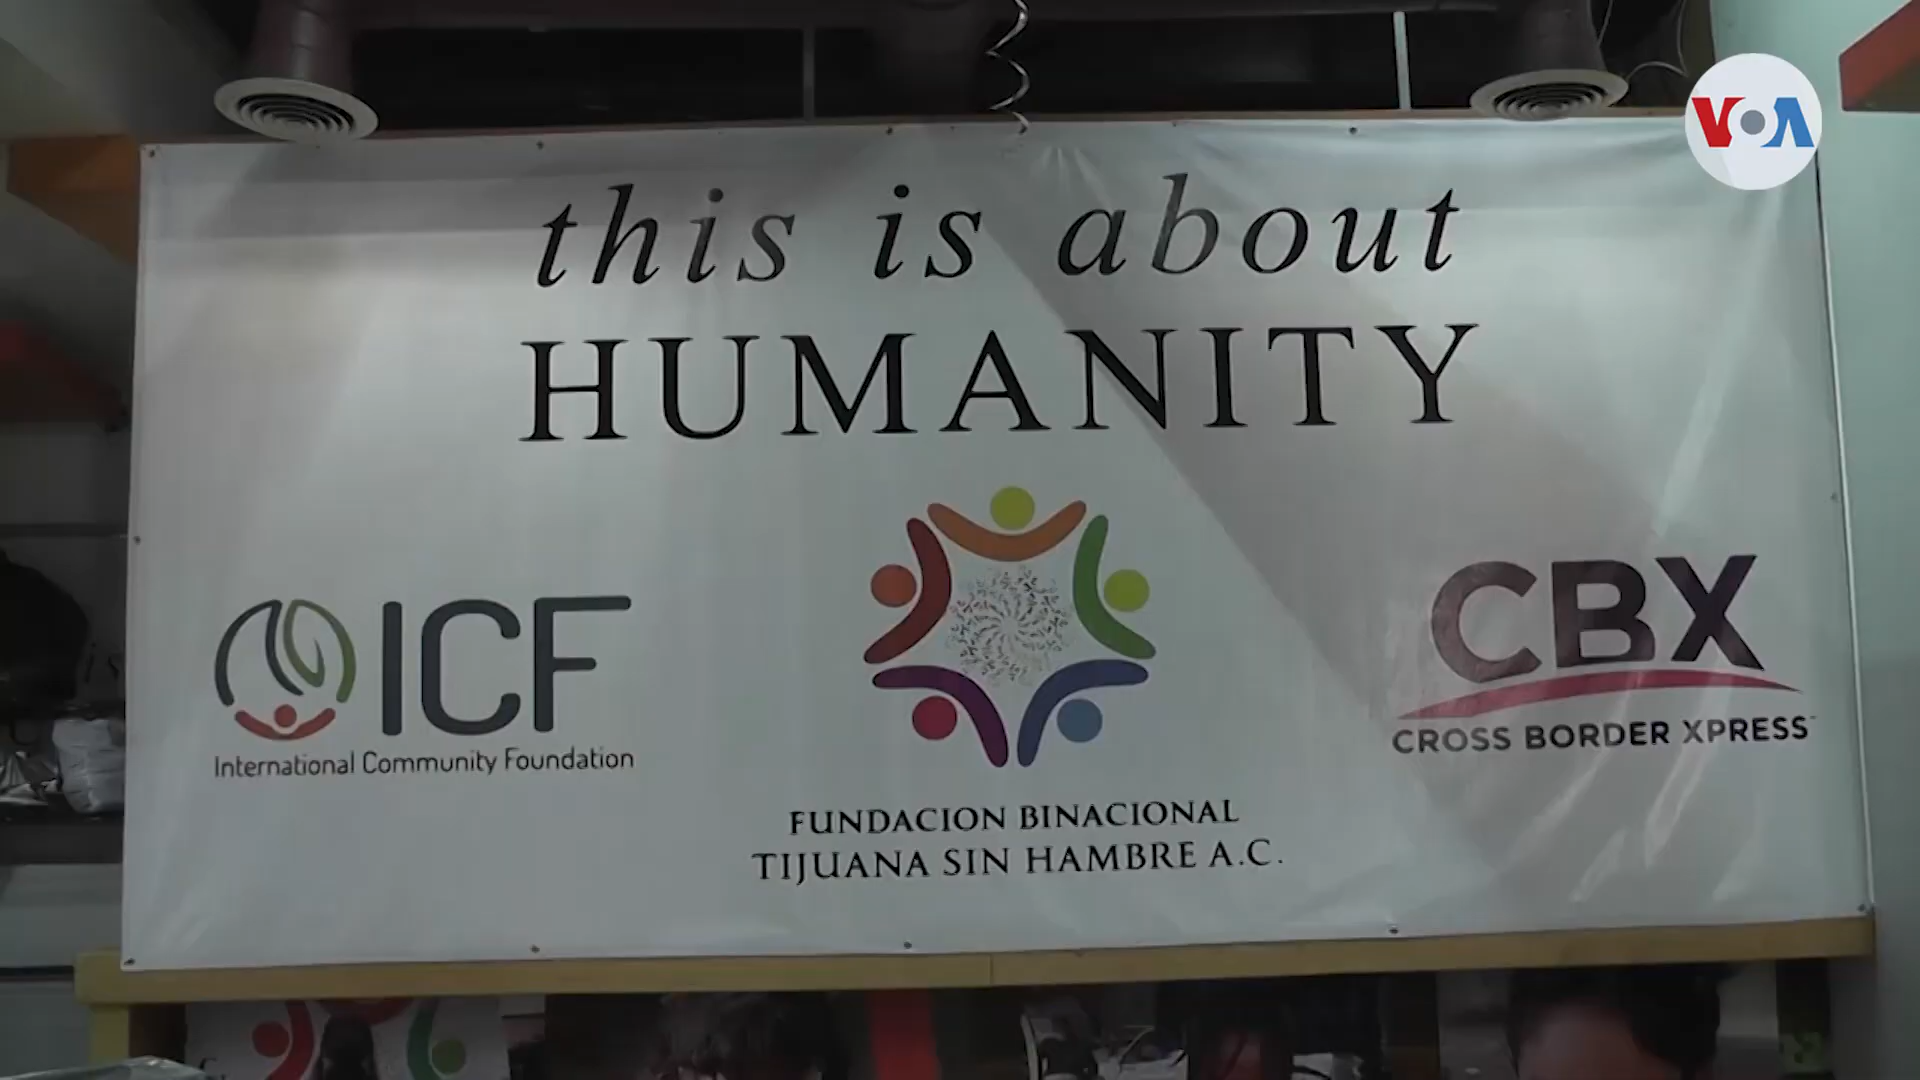 VOA
this is about
HUMANITY
ICF
International Community Foundation
CBX
CROSS BORDER XPRESS
FUNDACION BINACIONAL
TIJUANA SIN HAMBRE A.C.